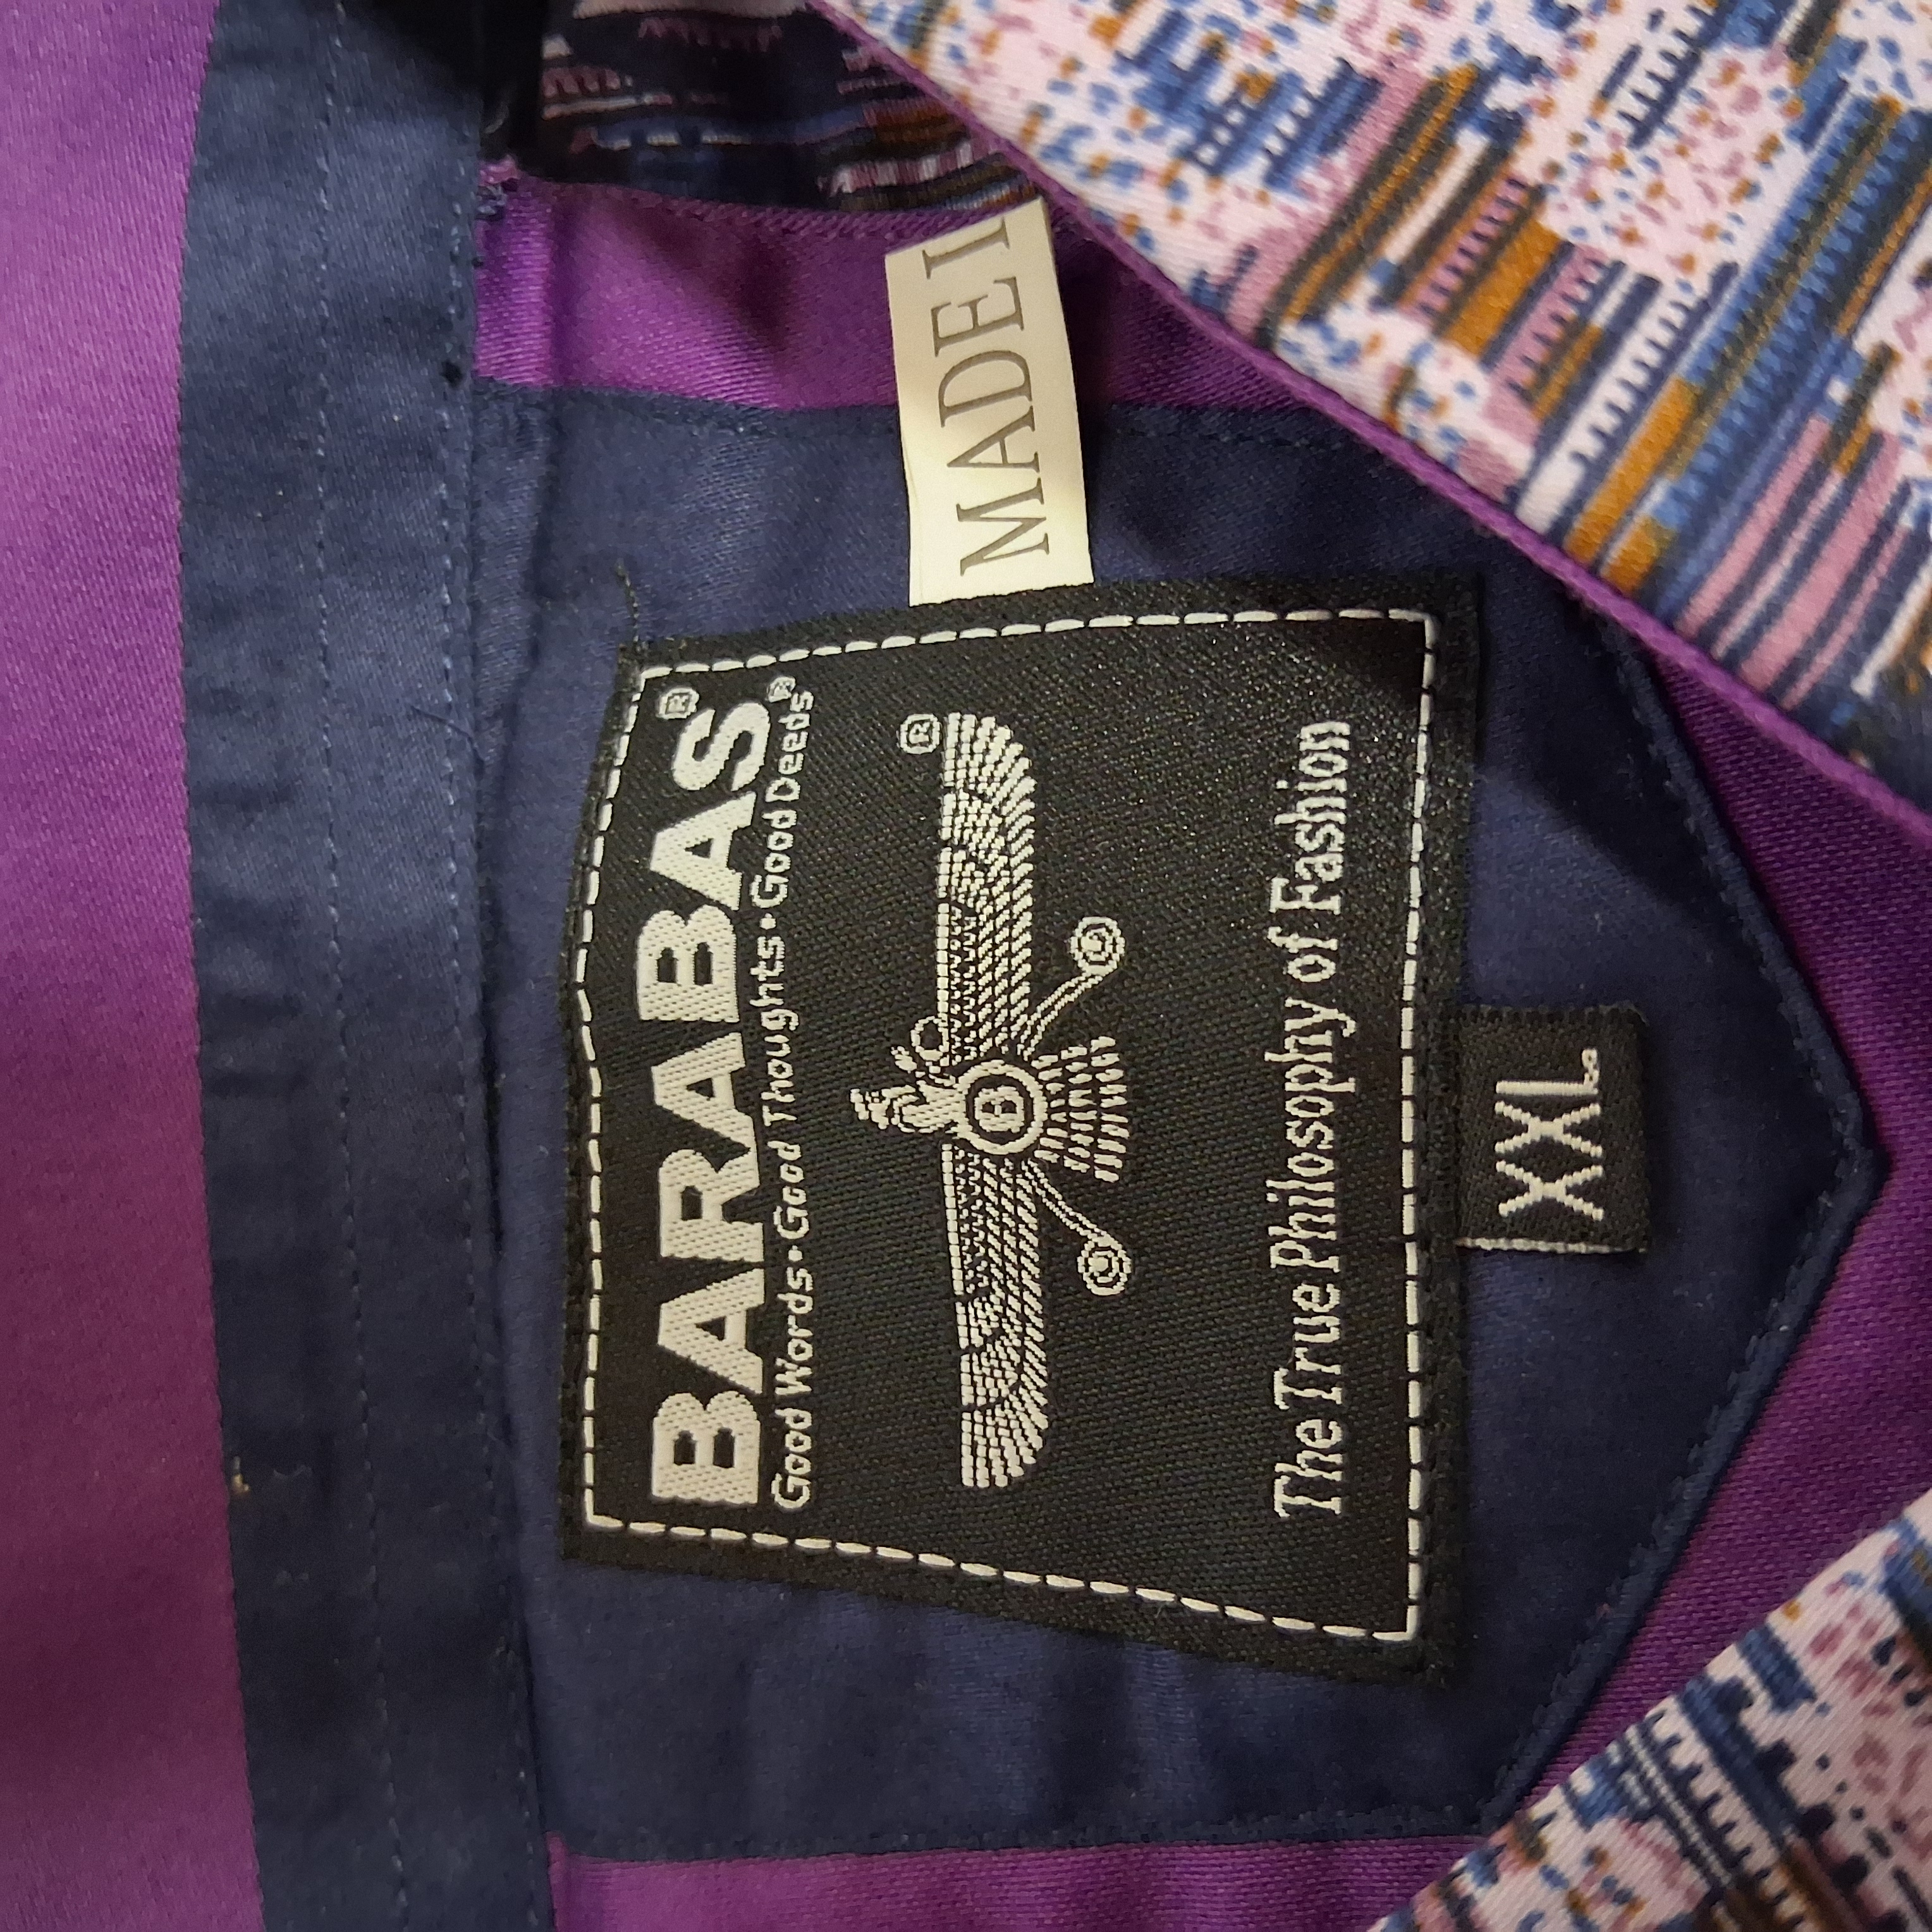 BARABAS®
Good Words•Good Thoughts•Good Deeds®
®
B
The True Philosophy of Fashion
XXL
MADE I